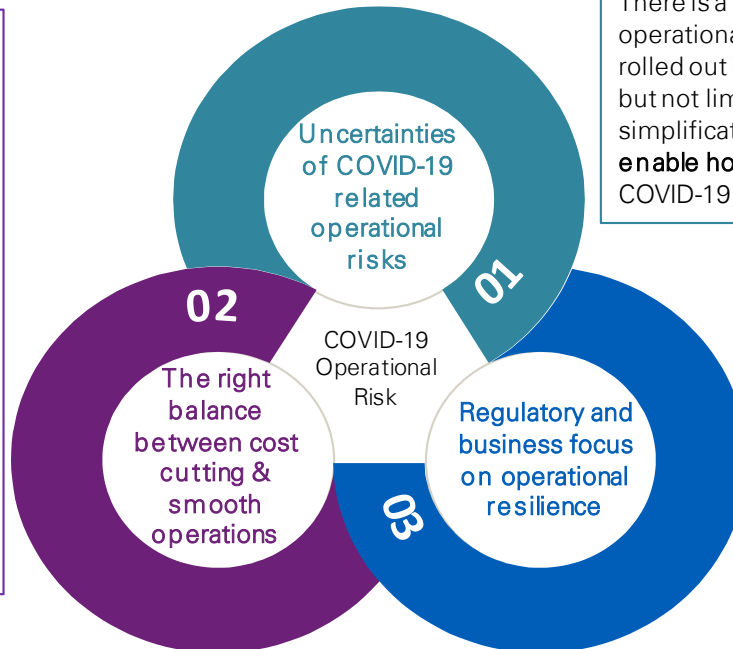 There is a
operationa
rolled out
but not lim
simplificat
enable ho
COVID-19
Uncertainties
of COVID-19
related
operational
risks
01
02
COVID-19
Operational
Risk
The right
balance
between cost
cutting &
smooth
operations
Regulatory and
business focus
on operational
resilience
03